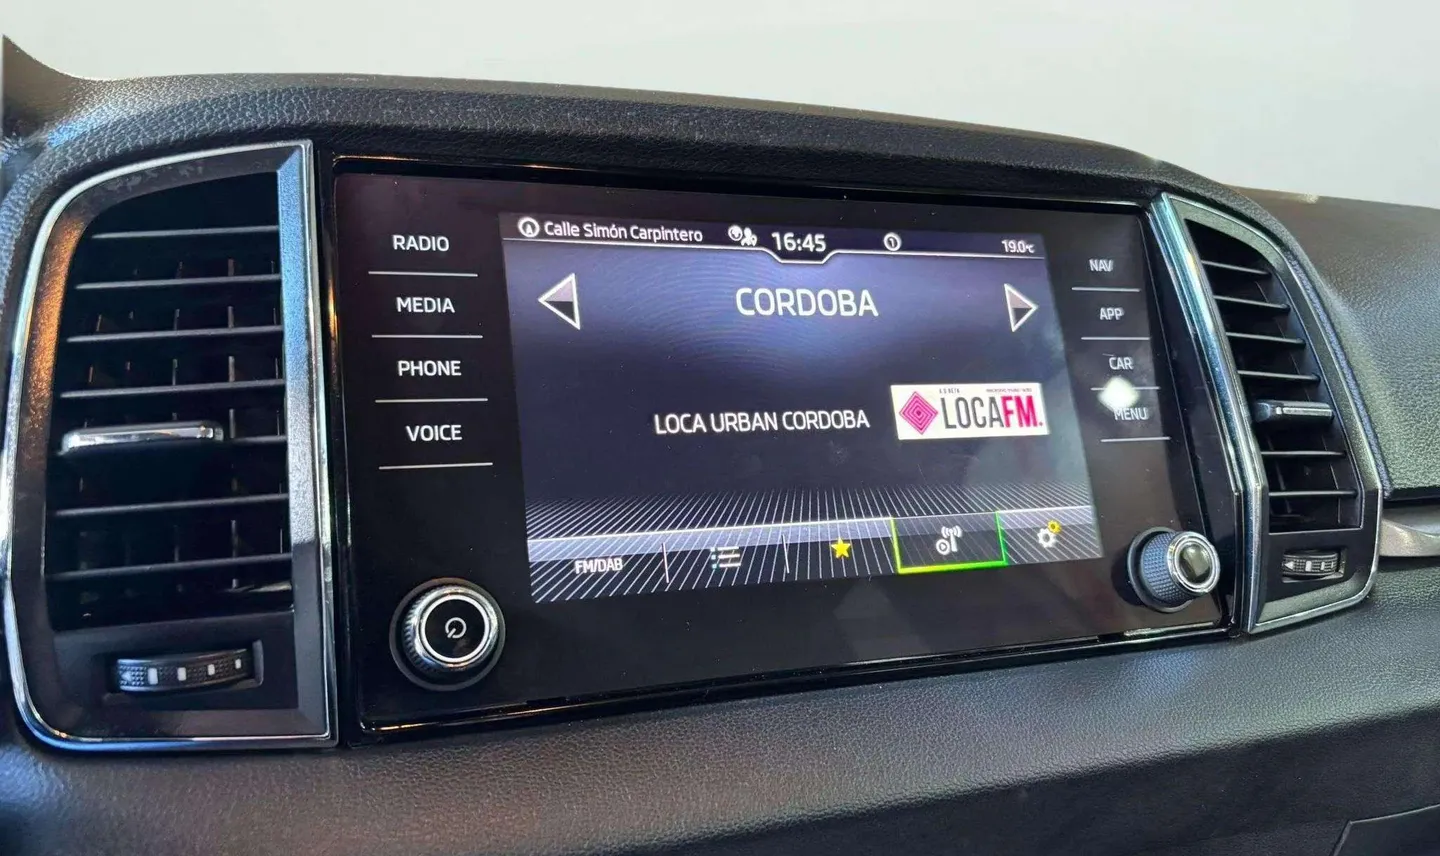 Calle Simón Carpintero
16:45
1
19.0°C
RADIO
MEDIA
PHONE
VOICE
CORDOBA
LOCA URBAN CORDOBA
LOCAFM.
FM/DAB
NAV
APP
CAR
MENU